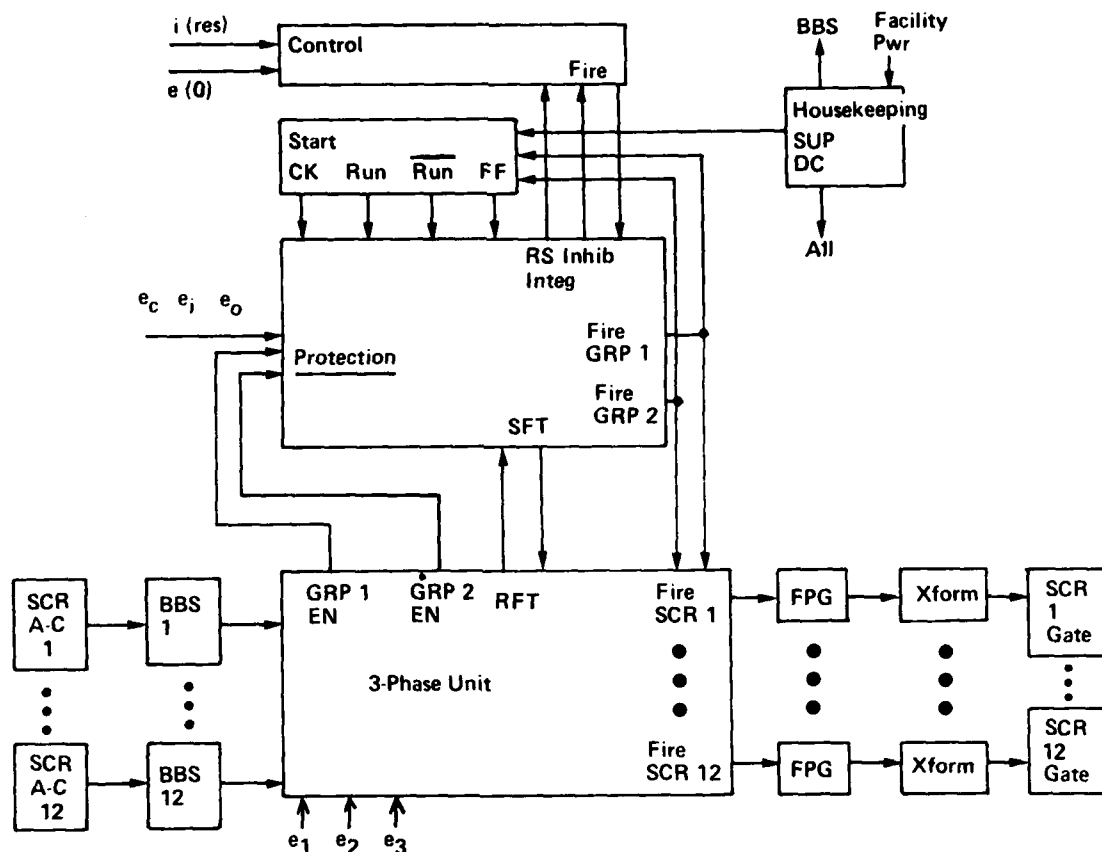 i (res)
e (0)
Control
Fire
BBS
Facility
Pwr
Housekeeping
SUP
DC
All
Start
CK Run Run FF
RS Inhib
Integ
e_c e_i e_o
Protection
Fire
GRP 1
Fire
GRP 2
SFT
GRP 1
EN
GRP 2
EN
RFT
Fire
SCR 1
3-Phase Unit
Fire
SCR 12
SCR
A-C
1
BBS
1
SCR
A-C
12
BBS
12
FPG
Xform
SCR
1
Gate
FPG
Xform
SCR
12
Gate
e1 e2 e3